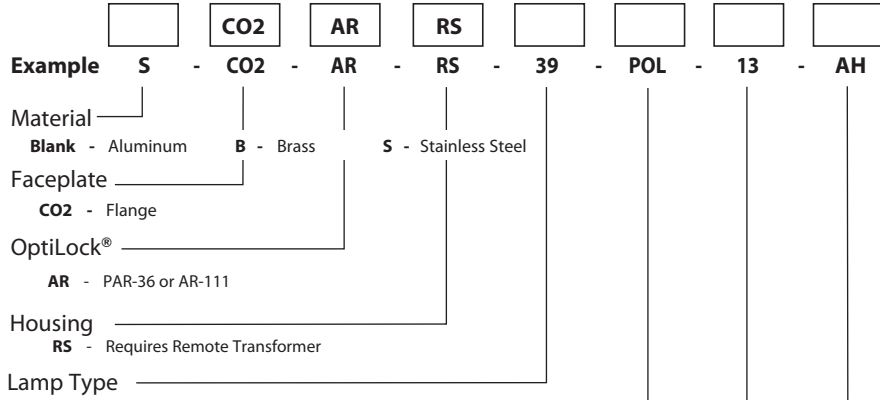 CO2 AR RS
Example S - CO2 - AR - RS - 39 - POL - 13 - AH
Material
Blank - Aluminum B - Brass S - Stainless Steel
Faceplate
CO2 - Flange
OptiLock®
AR - PAR-36 or AR-111
Housing
RS - Requires Remote Transformer
Lamp Type